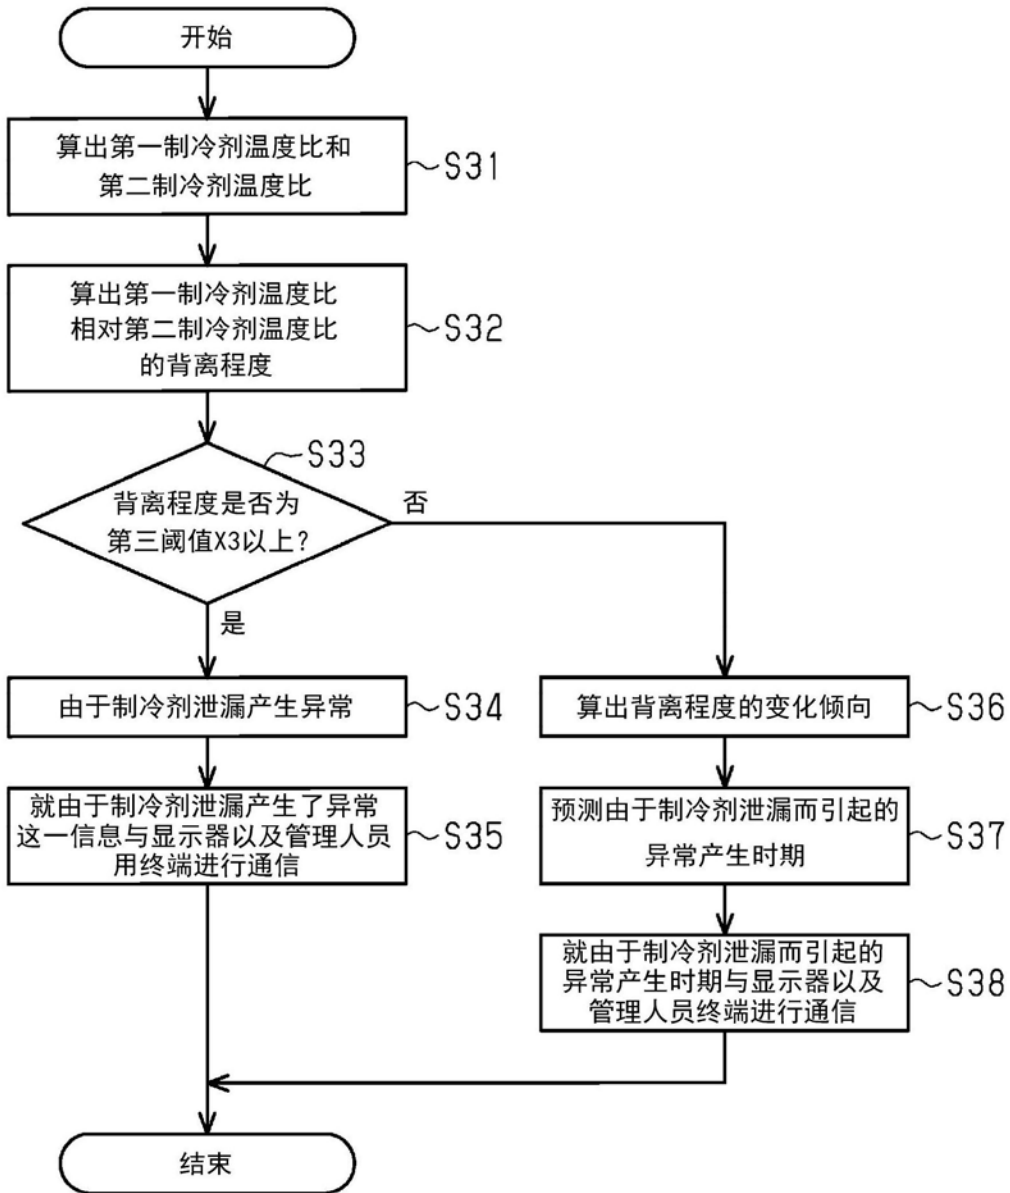 开始
算出第一制冷剂温度比和
第二制冷剂温度比
S31
算出第一制冷剂温度比
相对第二制冷剂温度比
的背离程度
S32
S33
背离程度是否为
第三阈值X3以上？
否
是
由于制冷剂泄漏产生异常
S34
算出背离程度的变化倾向
S36
就由于制冷剂泄漏产生了异常
这一信息与显示器以及管理人员
用终端进行通信
S35
预测由于制冷剂泄漏而引起的
异常产生时期
S37
就由于制冷剂泄漏而引起的
异常产生时期与显示器以及
管理人员终端进行通信
S38
结束